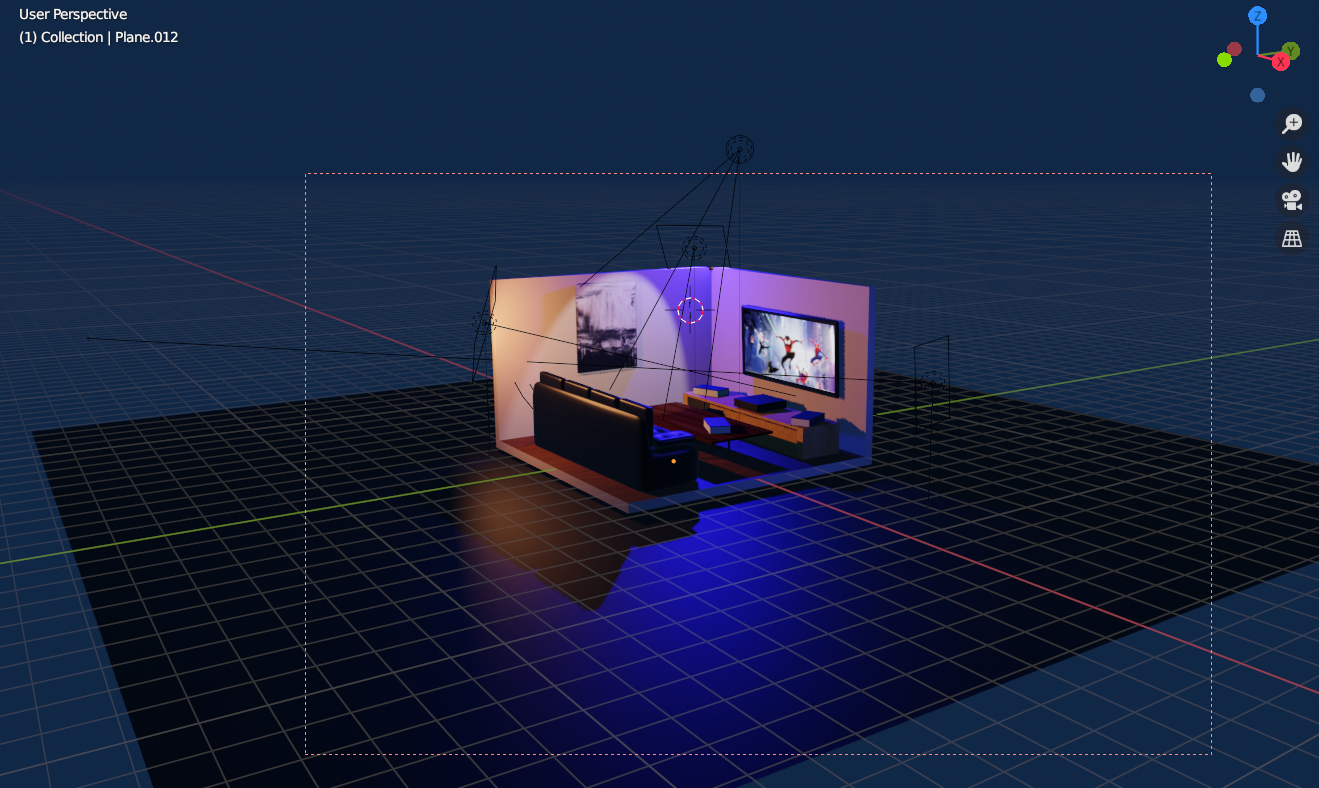 User Perspective
(1) Collection | Plane.012
Z
Y
X